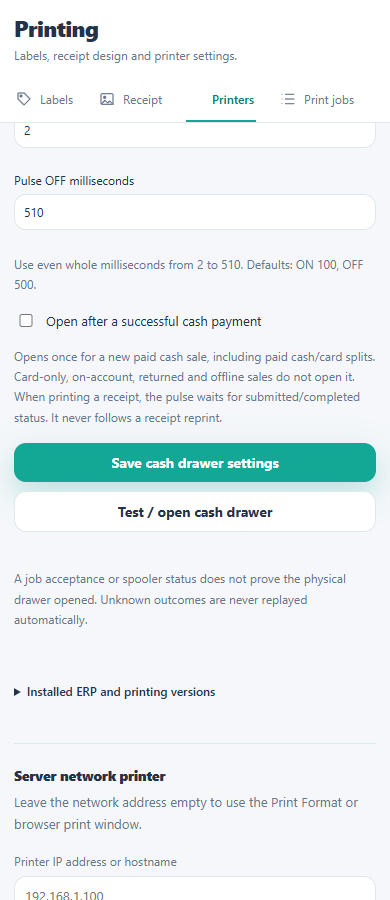 Printing
Labels, receipt design and printer settings.
Labels
Receipt
Printers
Print jobs
2
Pulse OFF milliseconds
510
Use even whole milliseconds from 2 to 510. Defaults: ON 100, OFF
500.
Open after a successful cash payment
Opens once for a new paid cash sale, including paid cash/card splits.
Card-only, on-account, returned and offline sales do not open it.
When printing a receipt, the pulse waits for submitted/completed
status. It never follows a receipt reprint.
Save cash drawer settings
Test / open cash drawer
A job acceptance or spooler status does not prove the physical
drawer opened. Unknown outcomes are never replayed
automatically.
Installed ERP and printing versions
Server network printer
Leave the network address empty to use the Print Format or
browser print window.
Printer IP address or hostname
192.168.1.100